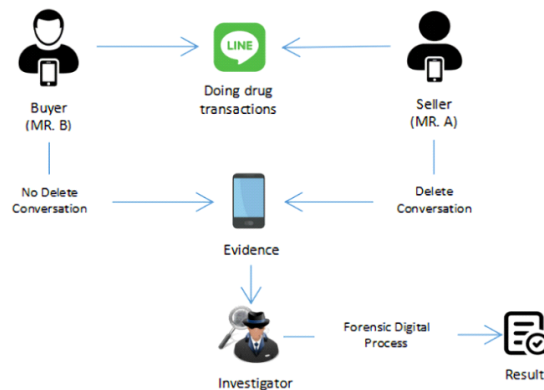 LINE
Doing drug
transactions
Buyer
(MR. B)
Seller
(MR. A)
No Delete
Conversation
Delete
Conversation
Evidence
Forensic Digital
Process
Investigator
Result